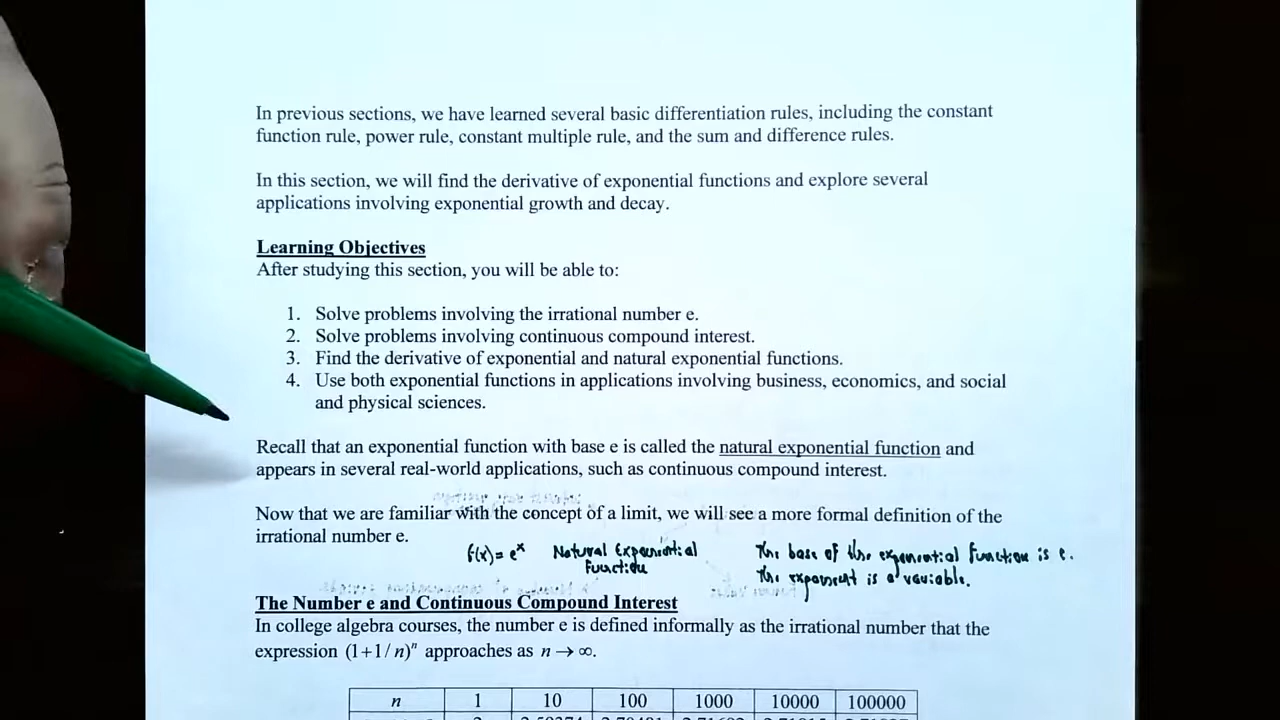 In previous sections, we have learned several basic differentiation rules, including the constant
function rule, power rule, constant multiple rule, and the sum and difference rules.
In this section, we will find the derivative of exponential functions and explore several
applications involving exponential growth and decay.
Learning Objectives
After studying this section, you will be able to:
1. Solve problems involving the irrational number e.
2. Solve problems involving continuous compound interest.
3. Find the derivative of exponential and natural exponential functions.
4. Use both exponential functions in applications involving business, economics, and social
and physical sciences.
Recall that an exponential function with base e is called the natural exponential function and
appears in several real-world applications, such as continuous compound interest.
Now that we are familiar with the concept of a limit, we will see a more formal definition of the
irrational number e.
f(x) = eˣ Natural Exponential The base of the exponential function is e.
Function The exponent is a variable.
The Number e and Continuous Compound Interest
In college algebra courses, the number e is defined informally as the irrational number that the
expression (1+1/n)ⁿ approaches as n → ∞.
n 1 10 100 1000 10000 100000